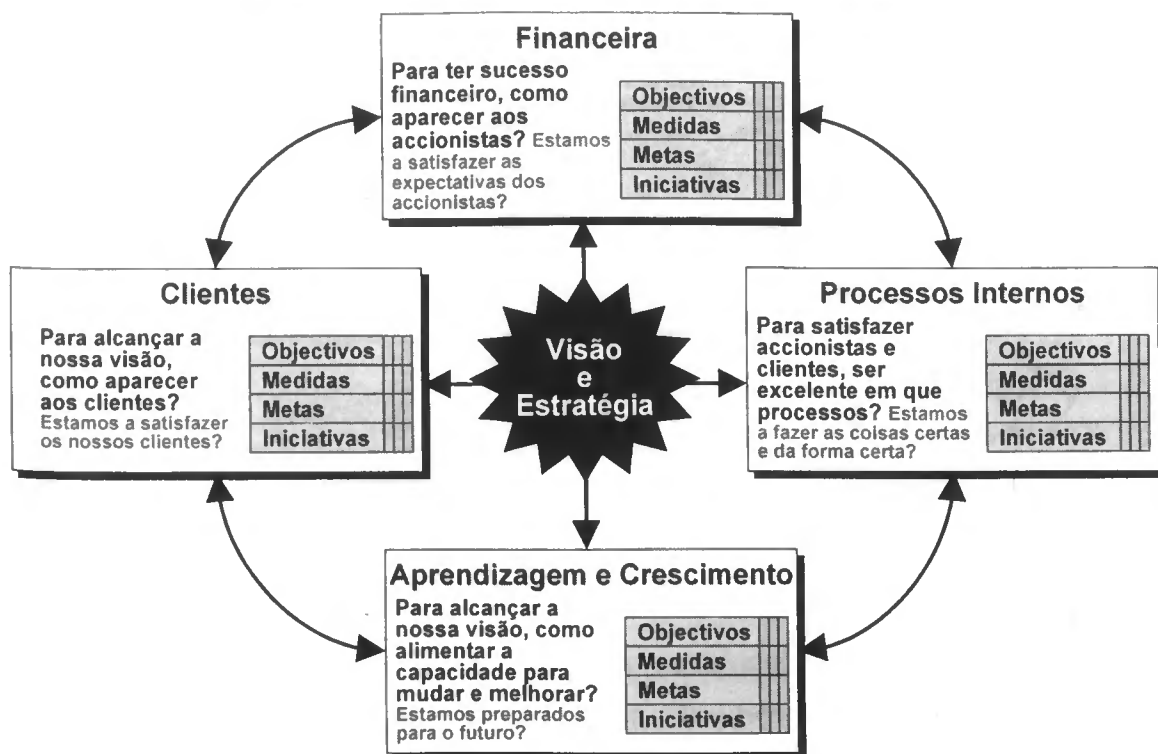 Financeira
Para ter sucesso
financeiro, como
aparecer aos
accionistas? Estamos
a satisfazer as
expectativas dos
accionistas?
Objectivos
Medidas
Metas
Iniciativas
Clientes
Para alcançar a
nossa visão,
como aparecer
aos clientes?
Estamos a satisfazer
os nossos clientes?
Objectivos
Medidas
Metas
Iniciativas
Visão
e
Estratégia
Processos Internos
Para satisfazer
accionistas e
clientes, ser
excelente em que
processos? Estamos
a fazer as coisas certas
e da forma certa?
Objectivos
Medidas
Metas
Iniciativas
Aprendizagem e Crescimento
Para alcançar a
nossa visão, como
alimentar a
capacidade para
mudar e melhorar?
Estamos preparados
para o futuro?
Objectivos
Medidas
Metas
Iniciativas